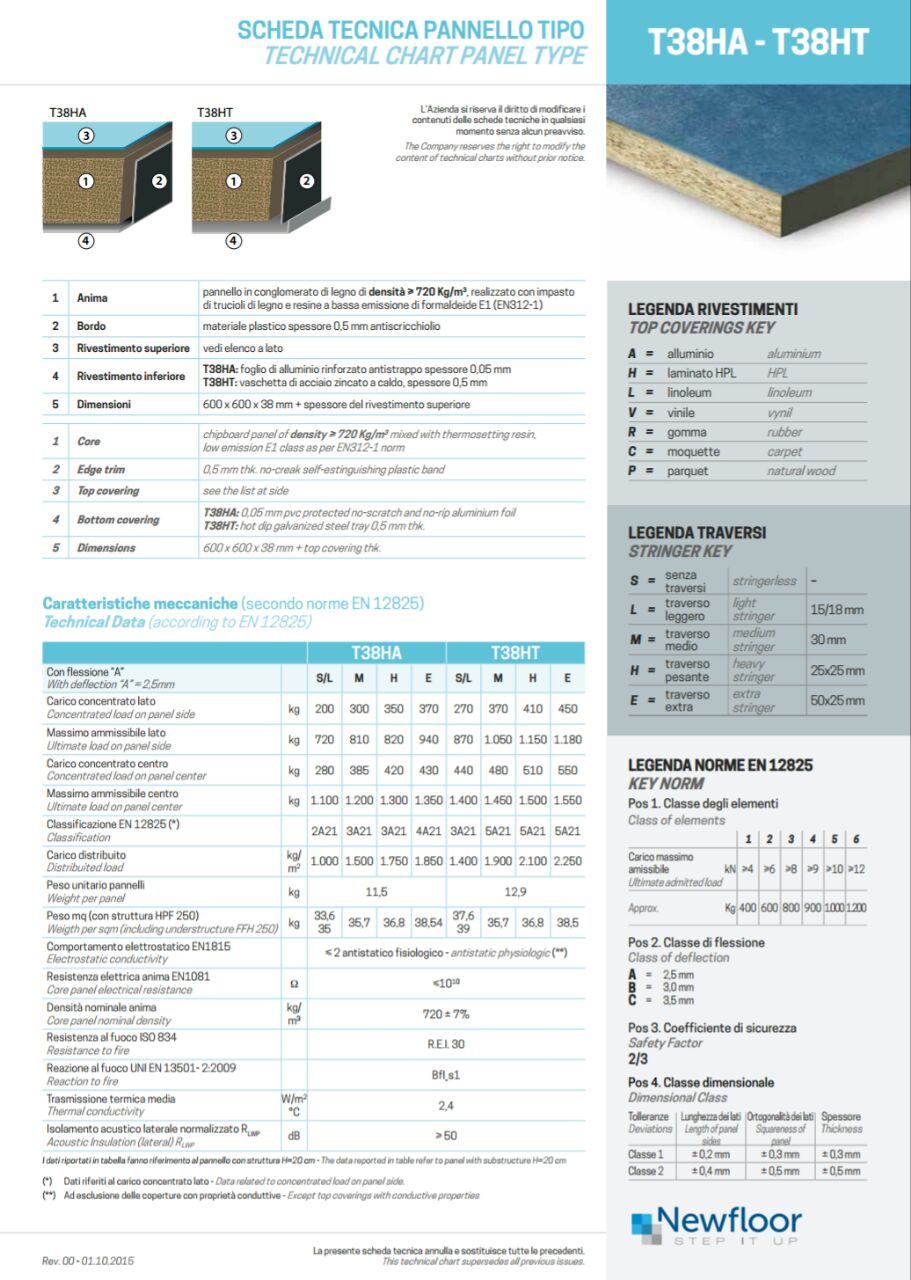 SCHEDA TECNICA PANNELLO TIPO
TECHNICAL CHART PANEL TYPE
T38HA - T38HT
T38HA
T38HT
3
1
2
4
3
1
2
4
L'Azienda si riserva il diritto di modificare i
contenuti delle schede tecniche in qualsiasi
momento senza alcun preavviso.
The Company reserves the right to modify the
content of technical charts without prior notice.
1 Anima pannello in conglomerato di legno di densità ≥ 720 Kg/m³, realizzato con impasto
di trucioli di legno e resine a bassa emissione di formaldeide E1 (EN312-1)
2 Bordo materiale plastico spessore 0,5 mm antiscricchiolio
3 Rivestimento superiore vedi elenco a lato
4 Rivestimento inferiore T38HA: foglio di alluminio rinforzato antistrappo spessore 0,05 mm
T38HT: vaschetta di acciaio zincato a caldo, spessore 0,5 mm
5 Dimensioni 600 x 600 x 38 mm + spessore del rivestimento superiore
1 Core chipboard panel of density ≥ 720 Kg/m³ mixed with thermosetting resin,
low emission E1 class as per EN312-1 norm
2 Edge trim 0,5 mm thk. no-creak self-estinguishing plastic band
3 Top covering see the list at side
4 Bottom covering T38HA: 0,05 mm pvc protected no-scratch and no-rip aluminium foil
T38HT: hot dip galvanized steel tray 0,5 mm thk.
5 Dimensions 600 x 600 x 38 mm + top covering thk.
Caratteristiche meccaniche (secondo norme EN 12825)
Technical Data (according to EN 12825)
T38HA T38HT
Con flessione "A"
With deflection "A" = 2,5mm
S/L M H E S/L M H E
Carico concentrato lato
Concentrated load on panel side
kg 200 300 350 370 270 370 410 450
Massimo ammissibile lato
Ultimate load on panel side
kg 720 810 820 940 870 1.050 1.150 1.180
Carico concentrato centro
Concentrated load on panel center
kg 280 385 420 430 440 480 510 550
Massimo ammissibile centro
Ultimate load on panel center
kg 1.100 1.200 1.300 1.350 1.400 1.450 1.500 1.550
Classificazione EN 12825 (*)
Classification
2A21 3A21 3A21 4A21 3A21 5A21 5A21 5A21
Carico distribuito
Distribuited load
kg/
m² 1.000 1.500 1.750 1.850 1.400 1.900 2.100 2.250
Peso unitario pannelli
Weight per panel
kg 11,5 12,9
Peso mq (con struttura HPF 250)
Weigth per sqm (including understructure FFH 250)
kg 33,6
35 35,7 36,8 38,54 37,6
39 35,7 36,8 38,5
Comportamento elettrostatico EN1815
Electrostatic conductivity
≤ 2 antistatico fisiologico - antistatic physiologic (**)
Resistenza elettrica anima EN1081
Core panel electrical resistance
Ω ≤10¹⁰
Densità nominale anima
Core panel nominal density
kg/
m³ 720 ± 7%
Resistenza al fuoco ISO 834
Resistance to fire
R.E.I. 30
Reazione al fuoco UNI EN 13501- 2:2009
Reaction to fire
Bfl,s1
Trasmissione termica media
Thermal conductivity
W/m²
°C 2,4
Isolamento acustico laterale normalizzato RLWP
Acoustic Insulation (lateral) RLWP
dB ≥ 50
I dati riportati in tabella fanno riferimento al pannello con struttura H=20 cm - The data reported in table refer to panel with substructure H=20 cm
(*) Dati riferiti al carico concentrato lato - Data related to concentrated load on panel side.
(**) Ad esclusione delle coperture con proprietà conduttive - Except top coverings with conductive properties
Rev. 00 • 01.10.2015
La presente scheda tecnica annulla e sostituisce tutte le precedenti.
This technical chart supersedes all previous issues.
LEGENDA RIVESTIMENTI
TOP COVERINGS KEY
A = alluminio aluminium
H = laminato HPL HPL
L = linoleum linoleum
V = vinile vynil
R = gomma rubber
C = moquette carpet
P = parquet natural wood
LEGENDA TRAVERSI
STRINGER KEY
S = senza
traversi stringerless –
L = traverso
leggero light
stringer 15/18 mm
M = traverso
medio medium
stringer 30 mm
H = traverso
pesante heavy
stringer 25x25 mm
E = traverso
extra extra
stringer 50x25 mm
LEGENDA NORME EN 12825
KEY NORM
Pos 1. Classe degli elementi
Class of elements
1 2 3 4 5 6
Carico massimo
amissibile
Ultimate admitted load
kN ≥4 ≥6 ≥8 ≥9 ≥10 ≥12
Approx. Kg 400 600 800 900 1.000 1.200
Pos 2. Classe di flessione
Class of deflection
A = 2,5 mm
B = 3,0 mm
C = 3,5 mm
Pos 3. Coefficiente di sicurezza
Safety Factor
2/3
Pos 4. Classe dimensionale
Dimensional Class
Tolleranze
Deviations
Lunghezza dei lati
Length of panel
sides
Ortogonalità dei lati
Squareness of
panel
Spessore
Thickness
Classe 1 ± 0,2 mm ± 0,3 mm ± 0,3 mm
Classe 2 ± 0,4 mm ± 0,5 mm ± 0,5 mm
Newfloor
STEP IT UP